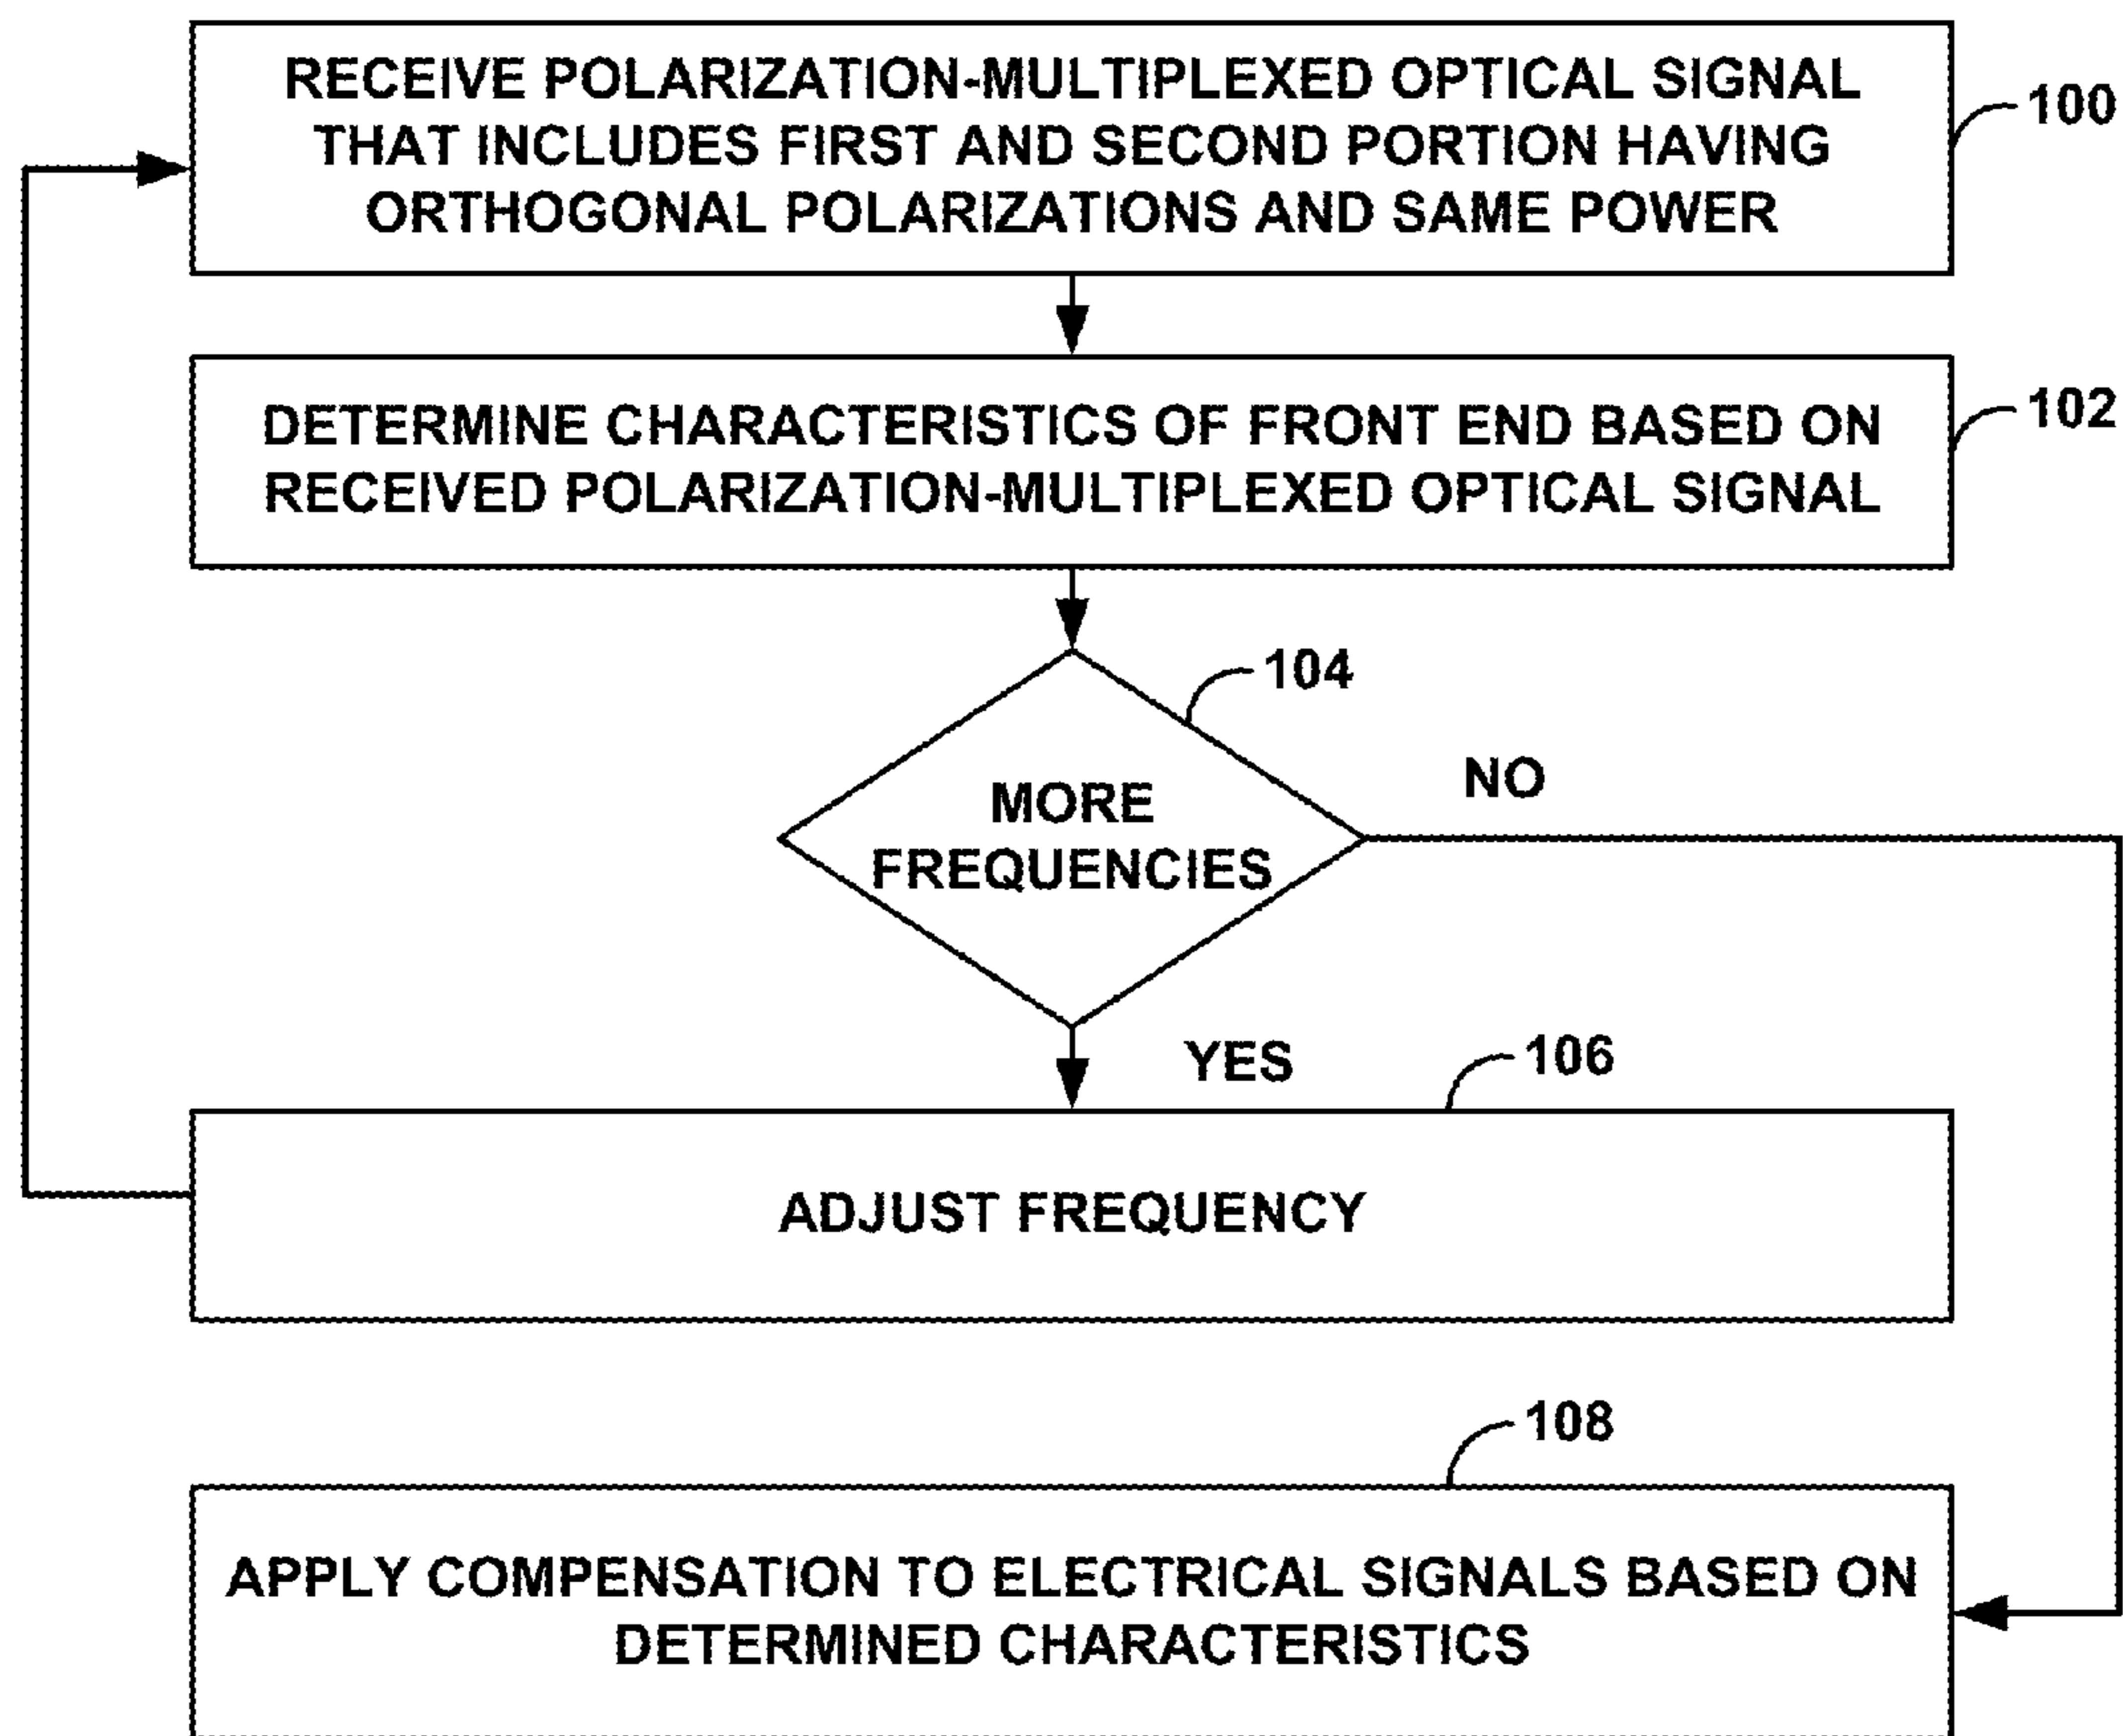 RECEIVE POLARIZATION-MULTIPLEXED OPTICAL SIGNAL
THAT INCLUDES FIRST AND SECOND PORTION HAVING
ORTHOGONAL POLARIZATIONS AND SAME POWER
100
DETERMINE CHARACTERISTICS OF FRONT END BASED ON
RECEIVED POLARIZATION-MULTIPLEXED OPTICAL SIGNAL
102
104
MORE
FREQUENCIES
NO
YES
106
ADJUST FREQUENCY
108
APPLY COMPENSATION TO ELECTRICAL SIGNALS BASED ON
DETERMINED CHARACTERISTICS